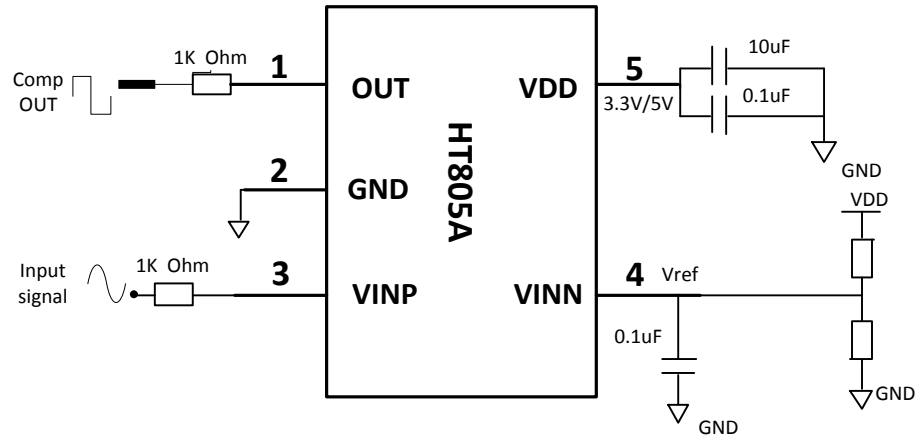 Comp
OUT
1K Ohm
1
OUT
2
GND
Input
signal
1K Ohm
3
VINP
HT805A
VDD
5
3.3V/5V
10uF
0.1uF
GND
VDD
VINN
4
Vref
0.1uF
GND
GND